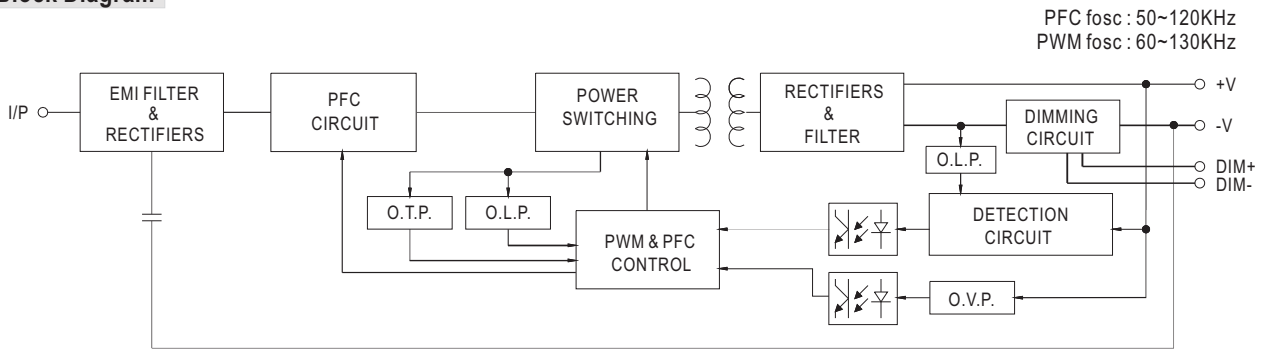 Block Diagram
PFC fosc : 50~120KHz
PWM fosc : 60~130KHz
I/P
EMI FILTER
&
RECTIFIERS
PFC
CIRCUIT
POWER
SWITCHING
RECTIFIERS
&
FILTER
DIMMING
CIRCUIT
+V
-V
DIM+
DIM-
O.L.P.
O.T.P.
O.L.P.
PWM & PFC
CONTROL
DETECTION
CIRCUIT
O.V.P.